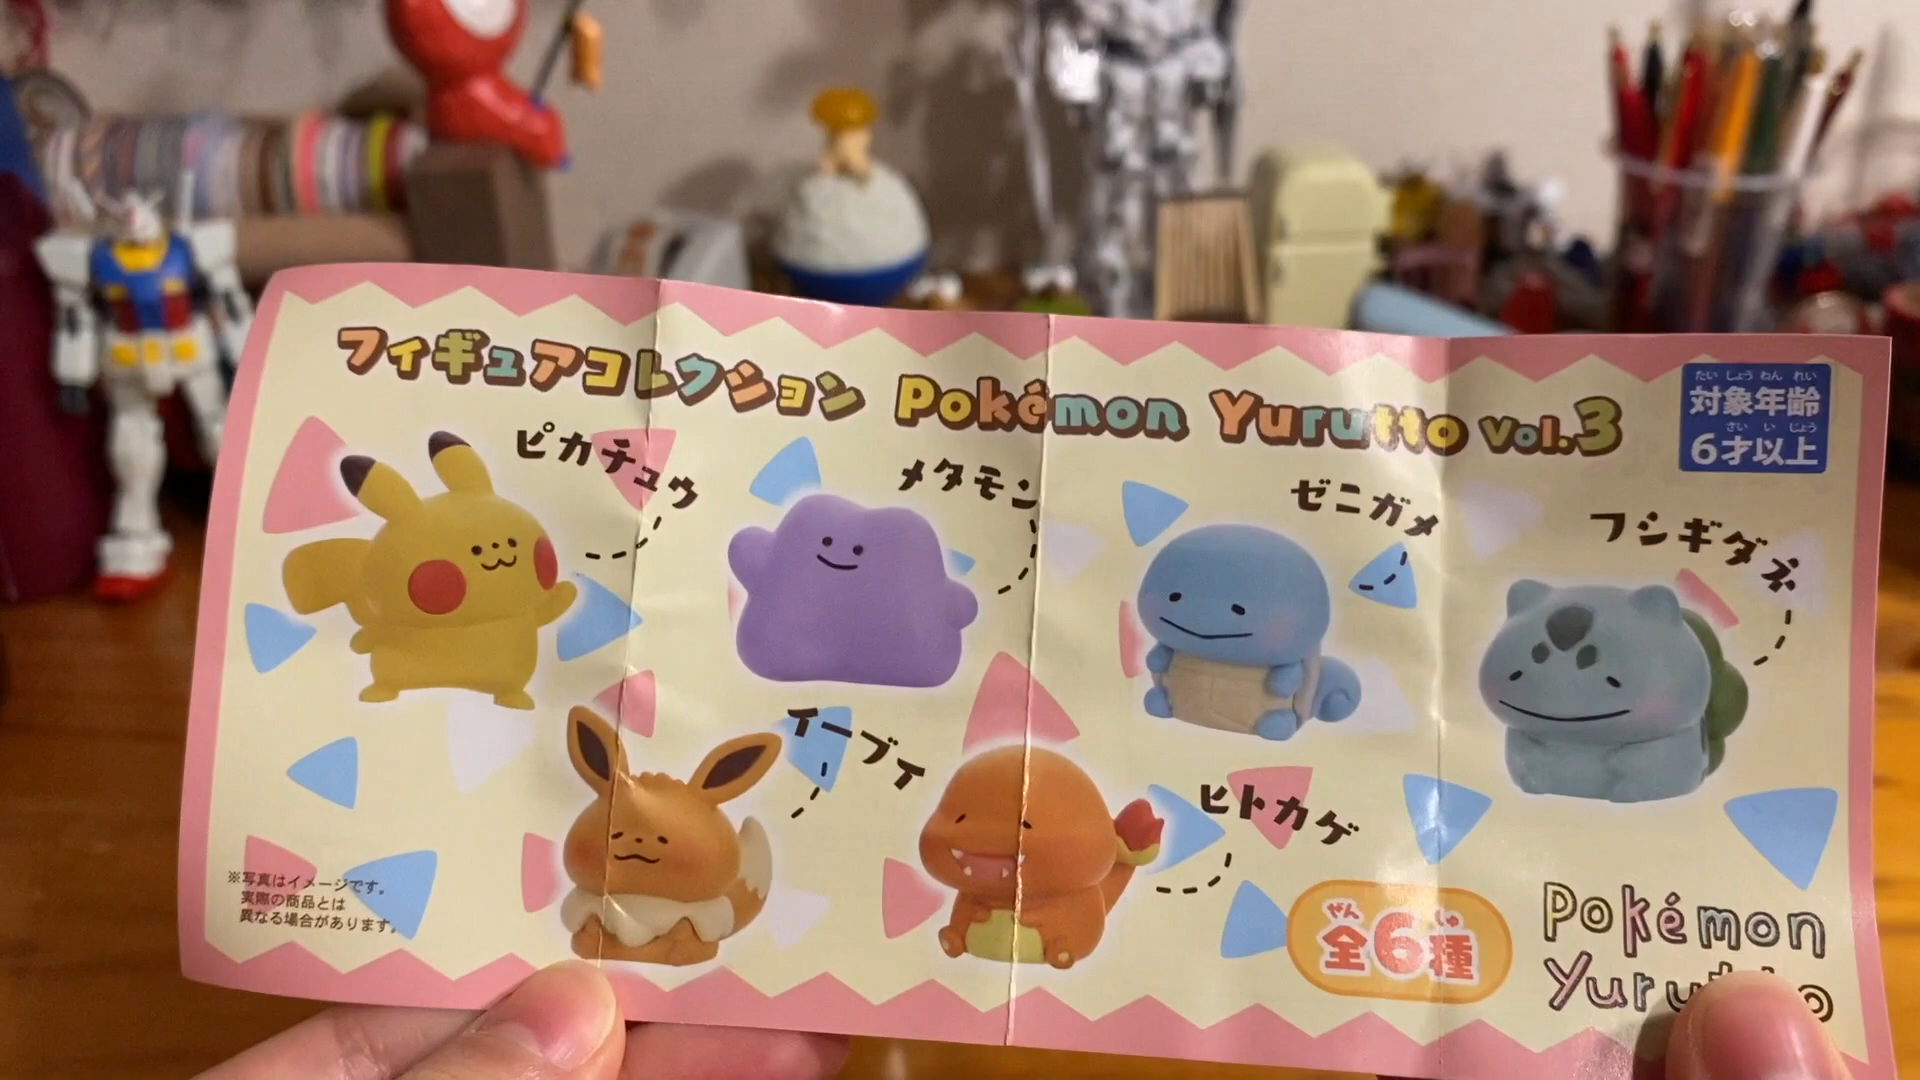 フィギュアコレクション Pokémon Yurutto Vol.3
たいしょうねんれい
対象年齢
さいいじょう
6才以上
ピカチュウ
メタモン
ゼニガメ
フシギダネ
イーブイ
ヒトカゲ
※写真はイメージです。
実際の商品とは
異なる場合があります。
ぜん しゅ
全6種
Pokémon
Yurutto